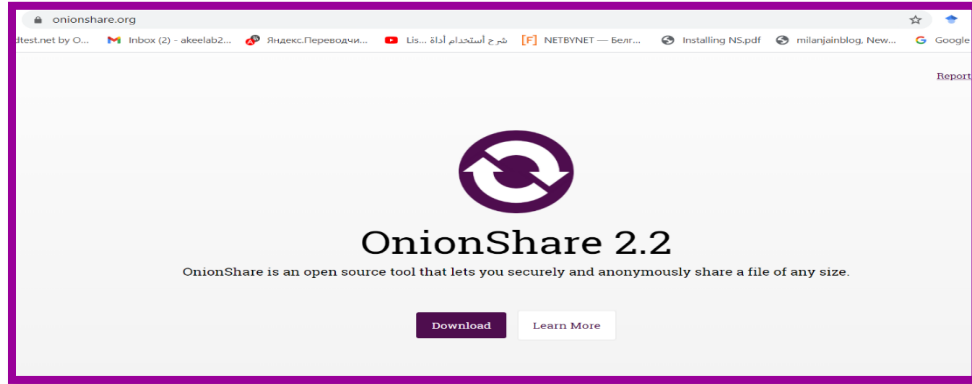 onionshare.org
dtest.net by O... Inbox (2) - akeelab2... Яндекс.Переводчи... شرح أستخدام أداة ...Lis [F] NETBYNET — Белг... Installing NS.pdf milanjainblog, New... Google
Report
OnionShare 2.2
OnionShare is an open source tool that lets you securely and anonymously share a file of any size.
Download Learn More